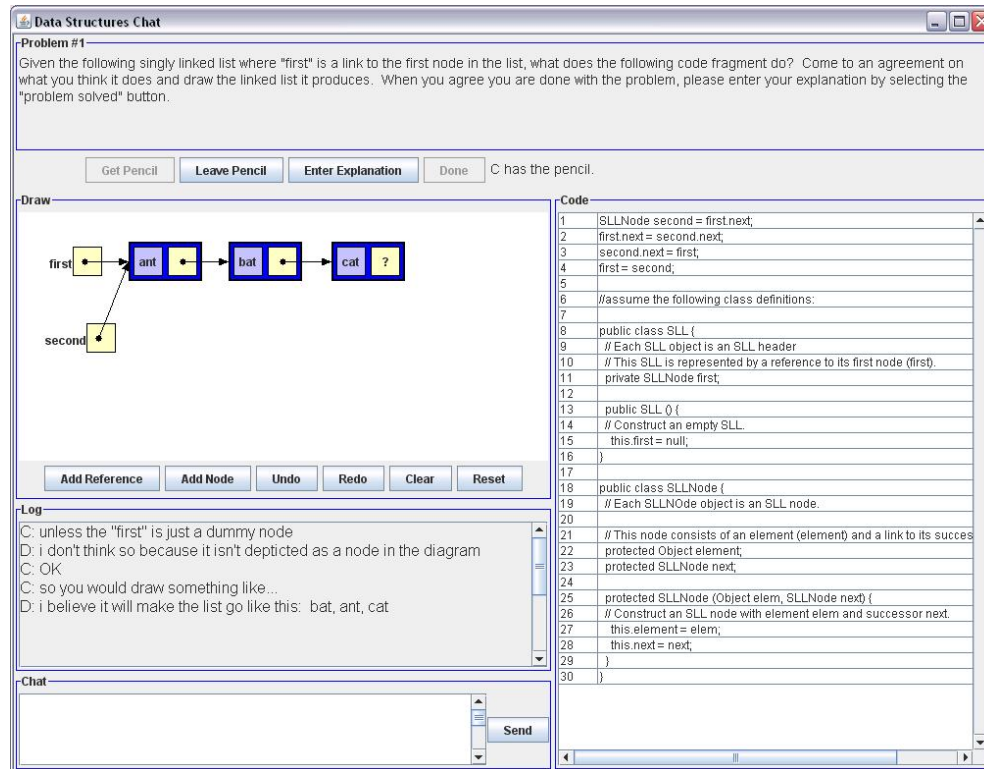 Data Structures Chat
Problem #1
Given the following singly linked list where "first" is a link to the first node in the list, what does the following code fragment do? Come to an agreement on
what you think it does and draw the linked list it produces. When you agree you are done with the problem, please enter your explanation by selecting the
"problem solved" button.
Get Pencil Leave Pencil Enter Explanation Done C has the pencil.
Draw
first ant bat cat ?
second
Add Reference Add Node Undo Redo Clear Reset
Log
C: unless the "first" is just a dummy node
D: i don't think so because it isn't depticted as a node in the diagram
C: OK
C: so you would draw something like...
D: i believe it will make the list go like this: bat, ant, cat
Chat
Send
Code
1 SLLNode second = first.next;
2 first.next = second.next;
3 second.next = first;
4 first = second;
5
6 //assume the following class definitions:
7
8 public class SLL {
9 // Each SLL object is an SLL header
10 // This SLL is represented by a reference to its first node (first).
11 private SLLNode first;
12
13 public SLL () {
14 // Construct an empty SLL.
15 this.first = null;
16 }
17
18 public class SLLNode {
19 // Each SLLNOde object is an SLL node.
20
21 // This node consists of an element (element) and a link to its succes
22 protected Object element;
23 protected SLLNode next;
24
25 protected SLLNode (Object elem, SLLNode next) {
26 // Construct an SLL node with element elem and successor next.
27 this.element = elem;
28 this.next = next;
29 }
30 }